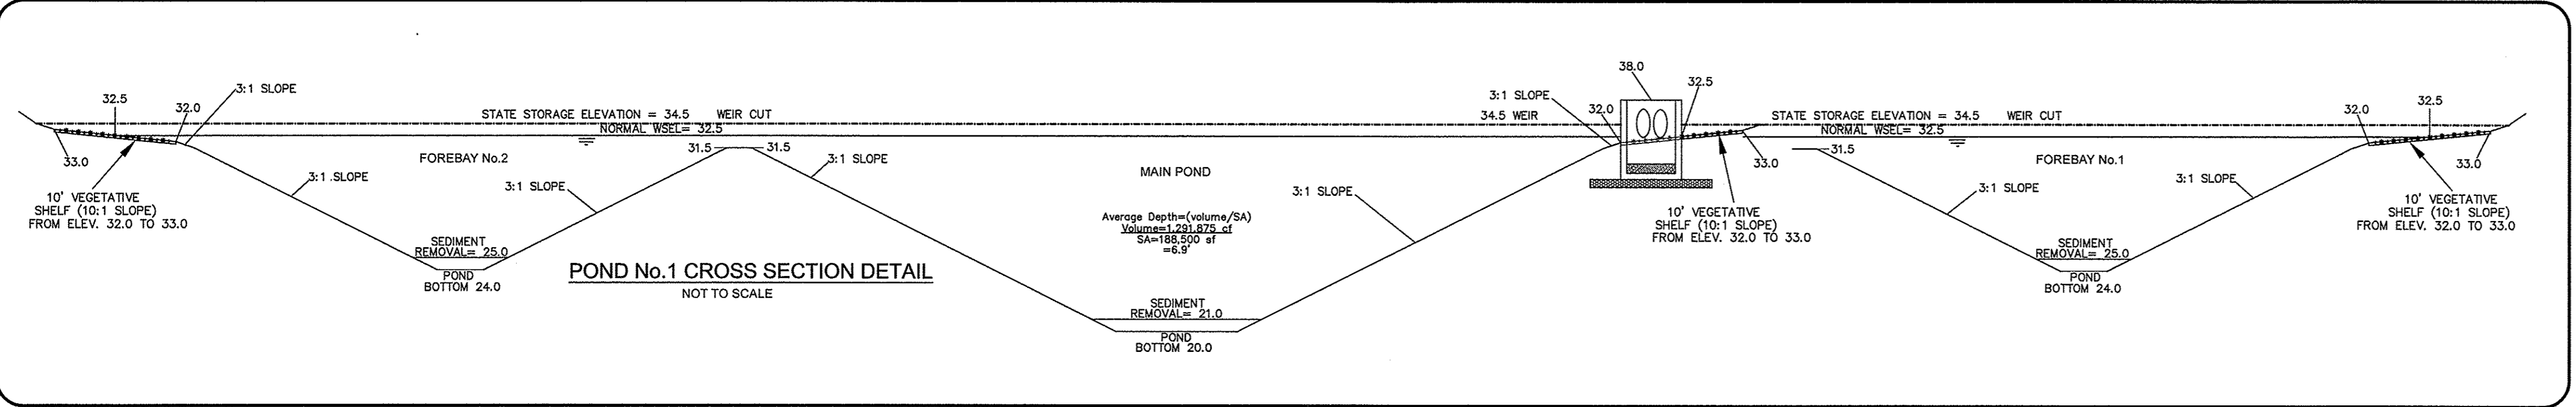 38.0
3:1 SLOPE
32.5
32.0
3:1 SLOPE
32.5
32.0
32.5
32.0
STATE STORAGE ELEVATION = 34.5 WEIR CUT
34.5 WEIR
STATE STORAGE ELEVATION = 34.5 WEIR CUT
NORMAL WSEL= 32.5
NORMAL WSEL= 32.5
33.0
FOREBAY No.2
31.5
31.5
3:1 SLOPE
MAIN POND
33.0
31.5
FOREBAY No.1
33.0
3:1 SLOPE
3:1 SLOPE
3:1 SLOPE
3:1 SLOPE
3:1 SLOPE
10' VEGETATIVE
SHELF (10:1 SLOPE)
FROM ELEV. 32.0 TO 33.0
Average Depth=(volume/SA)
Volume=1,291,875 cf
SA=188,500 sf
=6.9'
10' VEGETATIVE
SHELF (10:1 SLOPE)
FROM ELEV. 32.0 TO 33.0
10' VEGETATIVE
SHELF (10:1 SLOPE)
FROM ELEV. 32.0 TO 33.0
SEDIMENT
REMOVAL= 25.0
POND
BOTTOM 24.0
POND No.1 CROSS SECTION DETAIL
NOT TO SCALE
SEDIMENT
REMOVAL= 21.0
POND
BOTTOM 20.0
SEDIMENT
REMOVAL= 25.0
POND
BOTTOM 24.0